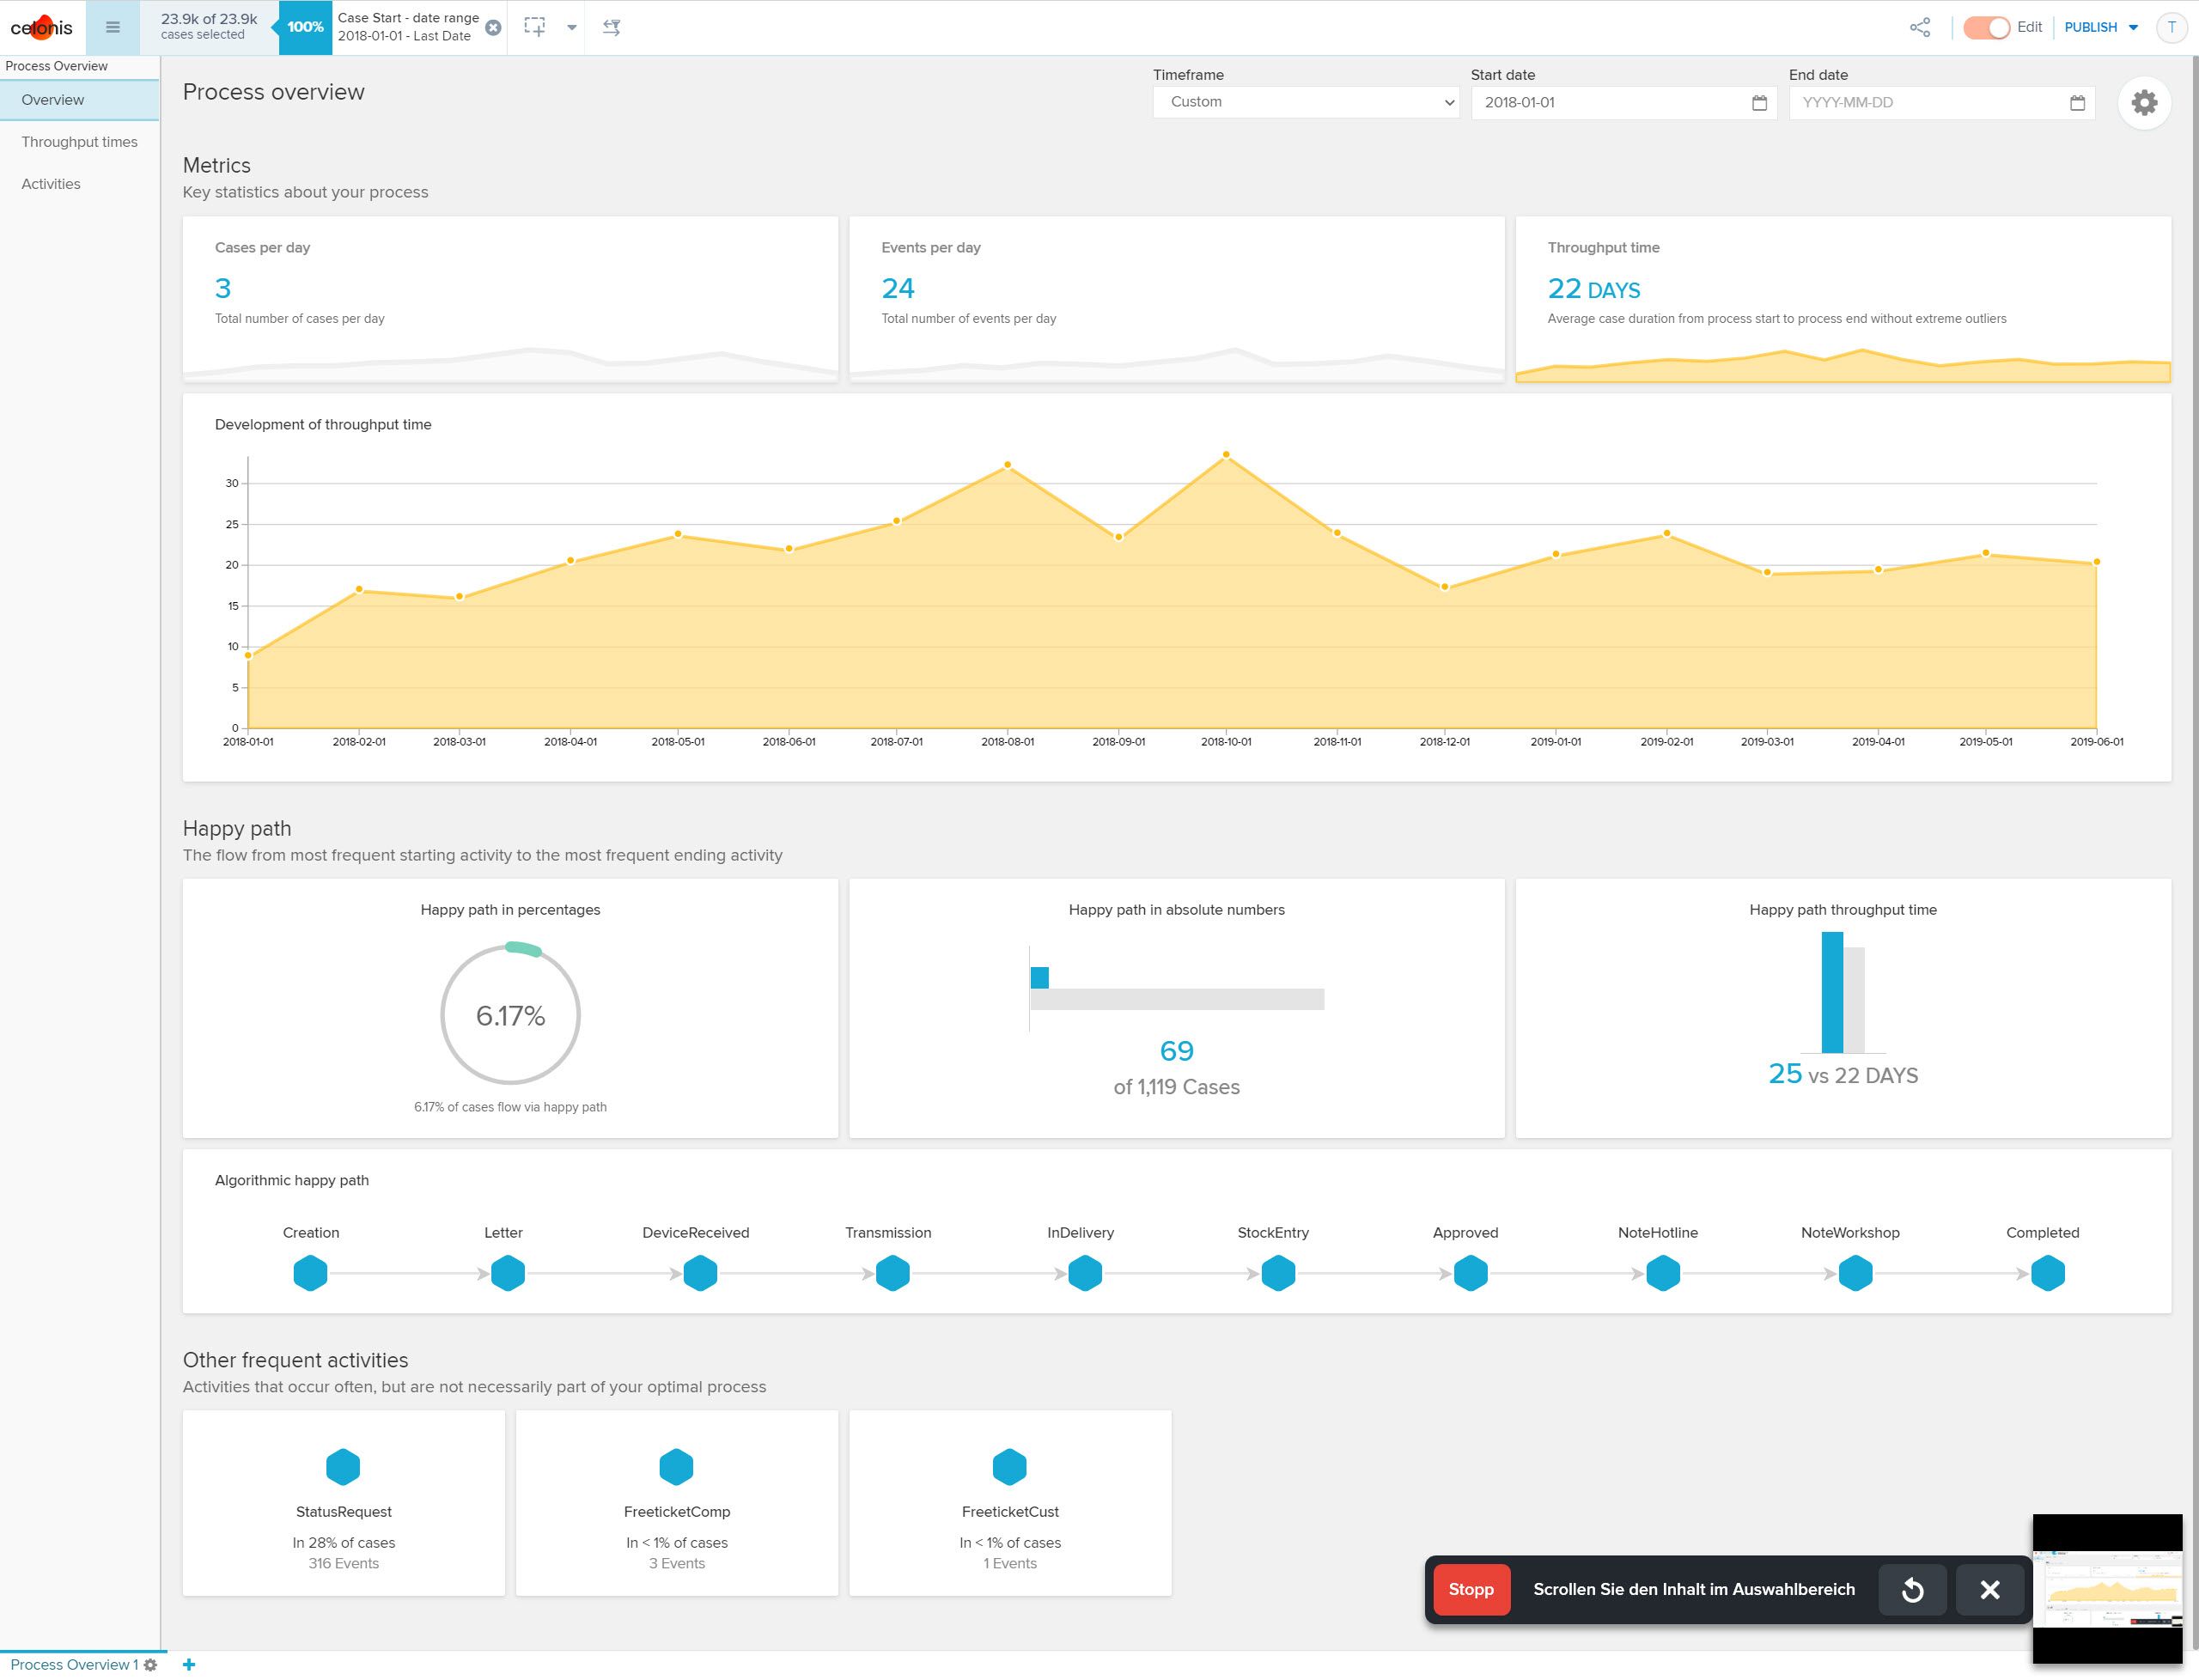 celonis
23.9k of 23.9k
cases selected
100%
Case Start - date range
2018-01-01 - Last Date
Edit
PUBLISH
T
Process Overview
Overview
Throughput times
Activities
Process overview
Timeframe
Custom
Start date
2018-01-01
End date
YYYY-MM-DD
Metrics
Key statistics about your process
Cases per day
3
Total number of cases per day
Events per day
24
Total number of events per day
Throughput time
22 DAYS
Average case duration from process start to process end without extreme outliers
Development of throughput time
30
25
20
15
10
5
0
2018-01-01 2018-02-01 2018-03-01 2018-04-01 2018-05-01 2018-06-01 2018-07-01 2018-08-01 2018-09-01 2018-10-01 2018-11-01 2018-12-01 2019-01-01 2019-02-01 2019-03-01 2019-04-01 2019-05-01 2019-06-01
Happy path
The flow from most frequent starting activity to the most frequent ending activity
Happy path in percentages
6.17%
6.17% of cases flow via happy path
Happy path in absolute numbers
69
of 1,119 Cases
Happy path throughput time
25 vs 22 DAYS
Algorithmic happy path
Creation Letter DeviceReceived Transmission InDelivery StockEntry Approved NoteHotline NoteWorkshop Completed
Other frequent activities
Activities that occur often, but are not necessarily part of your optimal process
StatusRequest
In 28% of cases
316 Events
FreeticketComp
In < 1% of cases
3 Events
FreeticketCust
In < 1% of cases
1 Events
Stopp
Scrollen Sie den Inhalt im Auswahlbereich
Process Overview 1